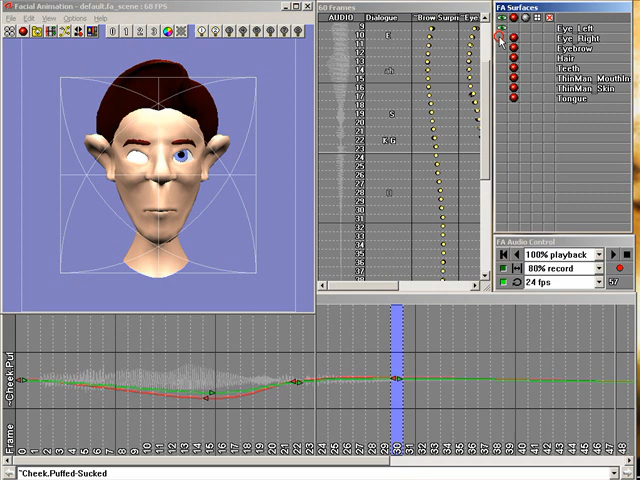 Facial Animation - default.fa_scene : 60 FPS
File Edit View Options Help
0 1 2 3
60 Frames
AUDIO Dialogue ~Brow Surpri ~Eye
9
10 E
11
12
13
14 ah
15
16
17
18
19 S
20
21
22 K G
23
28 U
30
31
32
33
34
35
36
37
38
FA Surfaces
Eye_Left
Eye_Right
Eyebrow
Hair
Teeth
ThinMan_MouthIn
ThinMan_Skin
Tongue
FA Audio Control
100% playback
80% record
24 fps 57
~Cheek.Puf
Frame 0 1 2 3 4 5 6 7 8 9 10 11 12 13 14 15 16 17 18 19 20 21 22 23 24 25 26 27 28 29 30 31 32 33 34 35 36 37 38 39 40 41 42 43 44 45 46 47 48
~Cheek.Puffed-Sucked